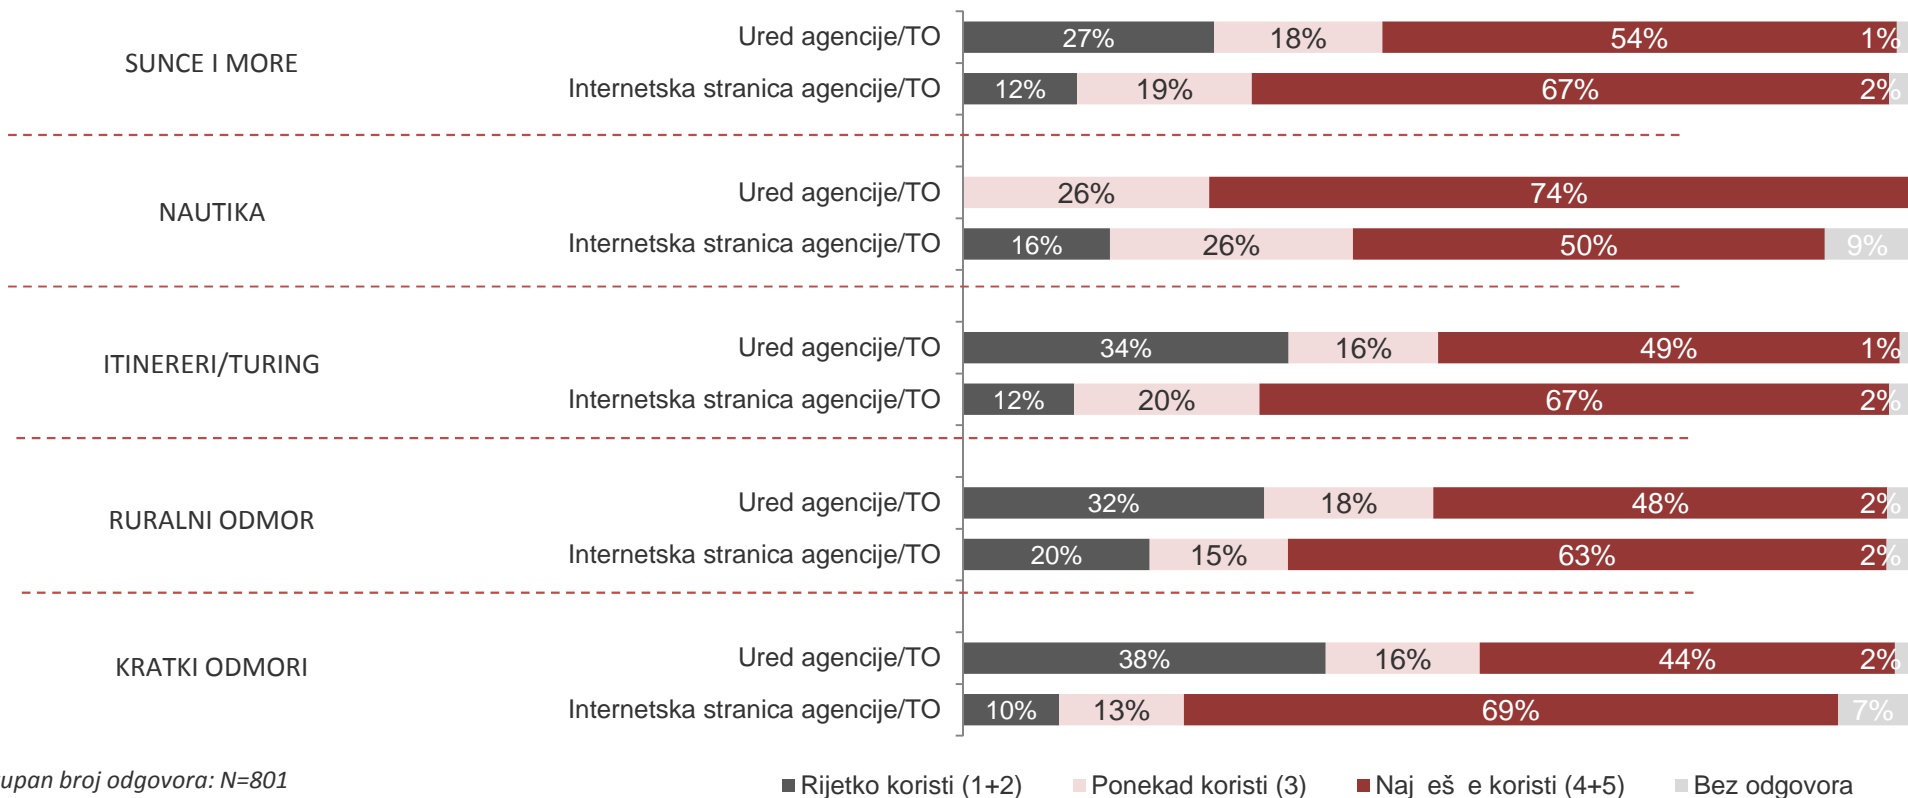 SUNCE I MORE
Ured agencije/TO 27% 18% 54% 1%
Internetska stranica agencije/TO 12% 19% 67% 2%
NAUTIKA
Ured agencije/TO 26% 74%
Internetska stranica agencije/TO 16% 26% 50% 9%
ITINERERI/TURING
Ured agencije/TO 34% 16% 49% 1%
Internetska stranica agencije/TO 12% 20% 67% 2%
RURALNI ODMOR
Ured agencije/TO 32% 18% 48% 2%
Internetska stranica agencije/TO 20% 15% 63% 2%
KRATKI ODMORI
Ured agencije/TO 38% 16% 44% 2%
Internetska stranica agencije/TO 10% 13% 69% 7%
upan broj odgovora: N=801
Rijetko koristi (1+2) Ponekad koristi (3) Naj eš e koristi (4+5) Bez odgovora